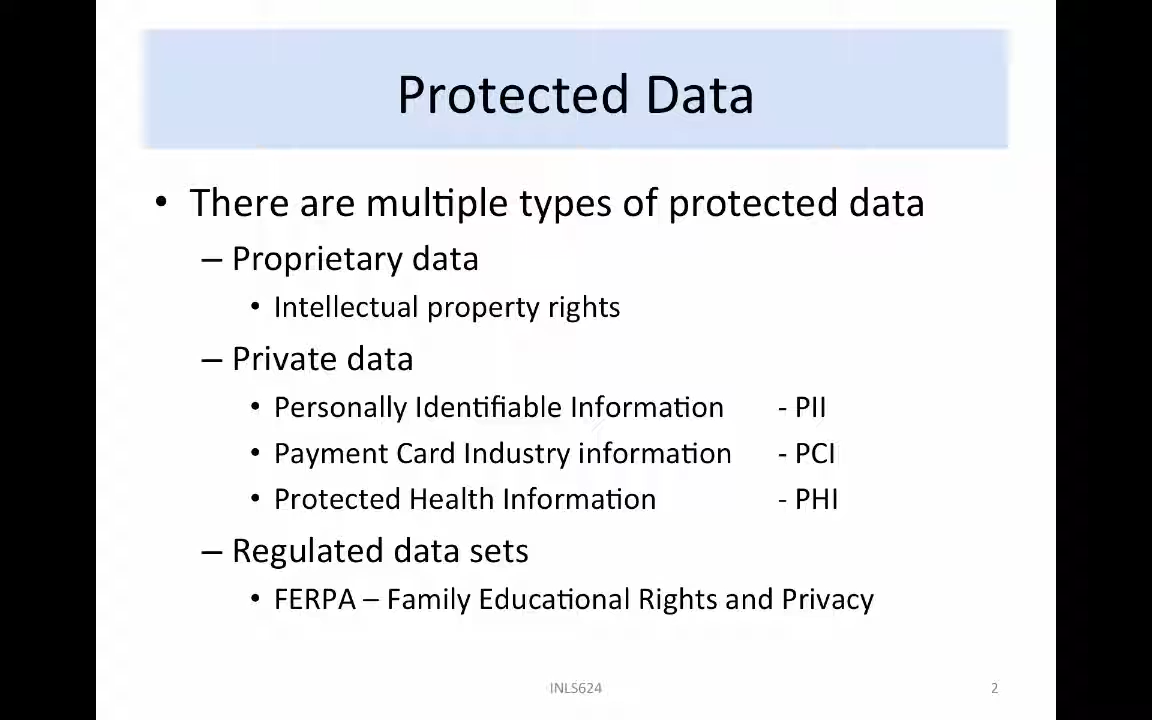 Protected Data
• There are multiple types of protected data
– Proprietary data
• Intellectual property rights
– Private data
• Personally Identifiable Information - PII
• Payment Card Industry information - PCI
• Protected Health Information - PHI
– Regulated data sets
• FERPA – Family Educational Rights and Privacy
INLS624 2